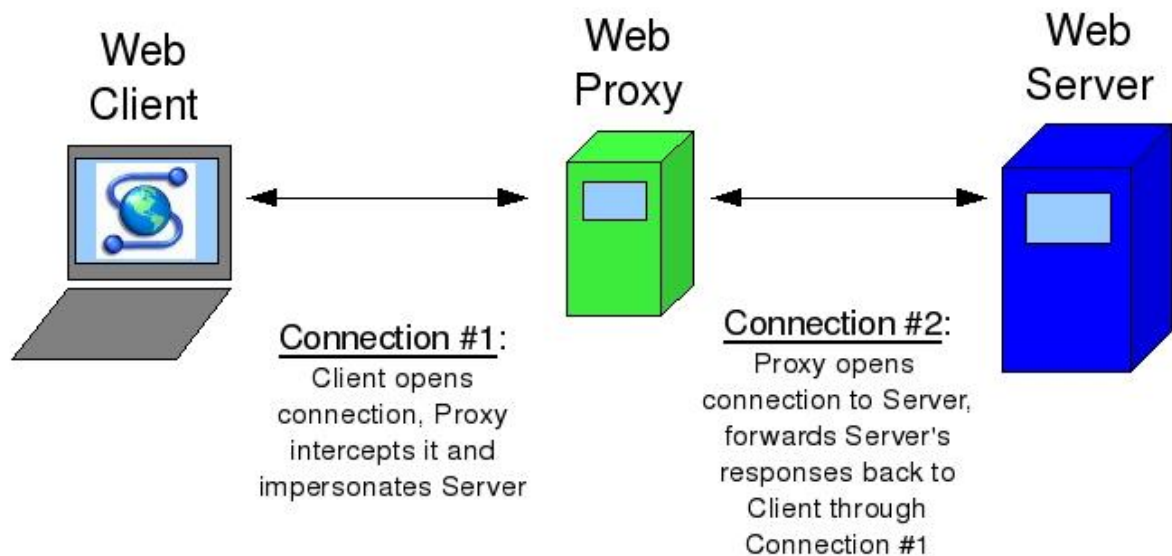 Web
Client
Web
Proxy
Web
Server
Connection #1:
Client opens
connection, Proxy
intercepts it and
impersonates Server
Connection #2:
Proxy opens
connection to Server,
forwards Server's
responses back to
Client through
Connection #1